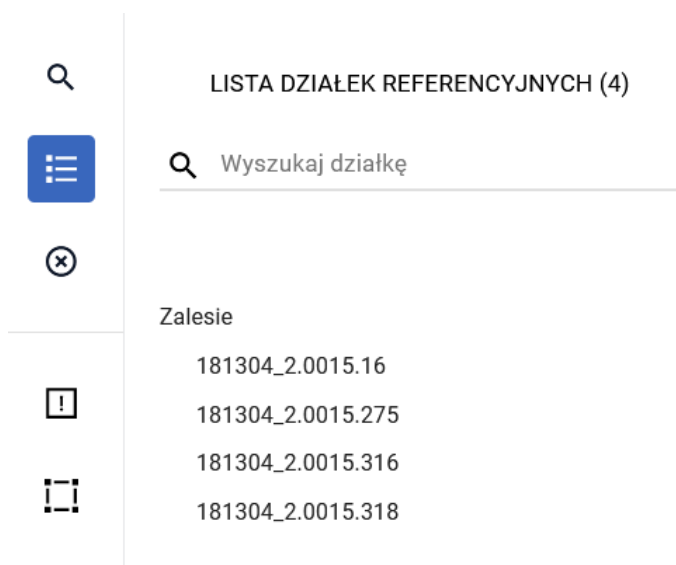 LISTA DZIAŁEK REFERENCYJNYCH (4)
Wyszukaj działkę
Zalesie
181304_2.0015.16
181304_2.0015.275
181304_2.0015.316
181304_2.0015.318